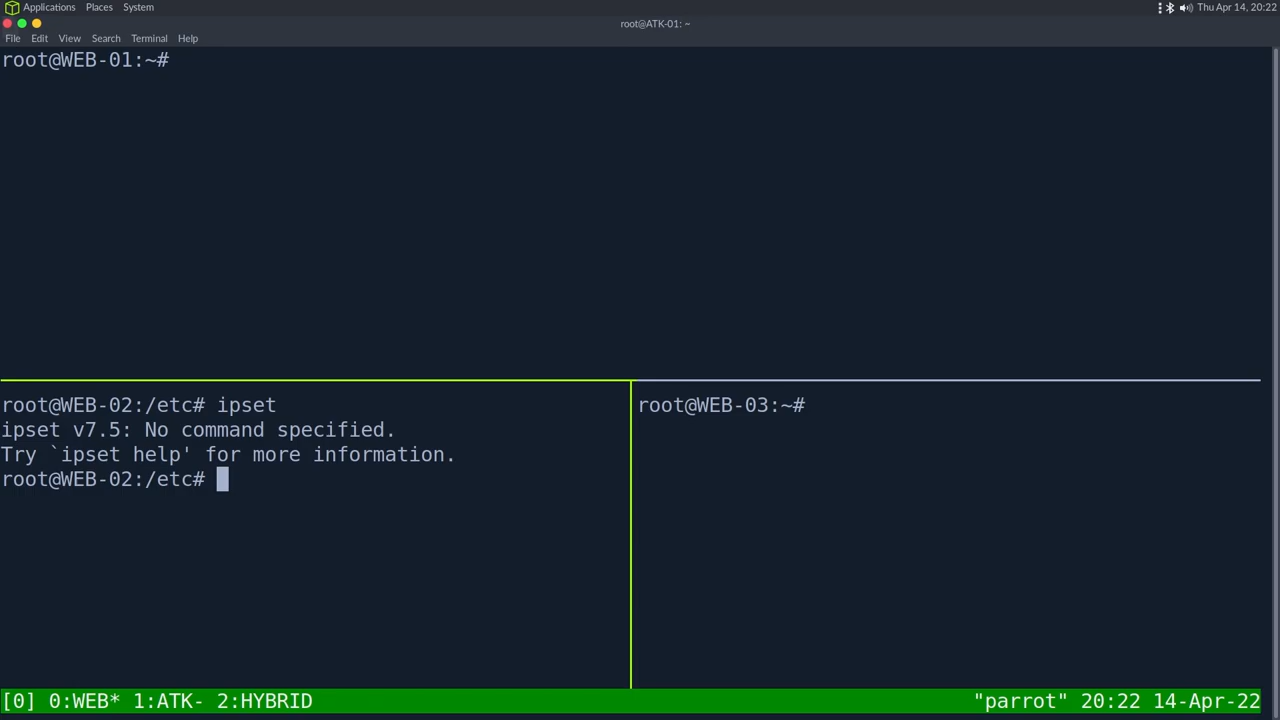 Applications Places System Thu Apr 14, 20:22
root@ATK-01: ~
File Edit View Search Terminal Help
root@WEB-01:~#
root@WEB-02:/etc# ipset
ipset v7.5: No command specified.
Try `ipset help' for more information.
root@WEB-02:/etc#
root@WEB-03:~#
[0] 0:WEB* 1:ATK- 2:HYBRID "parrot" 20:22 14-Apr-22